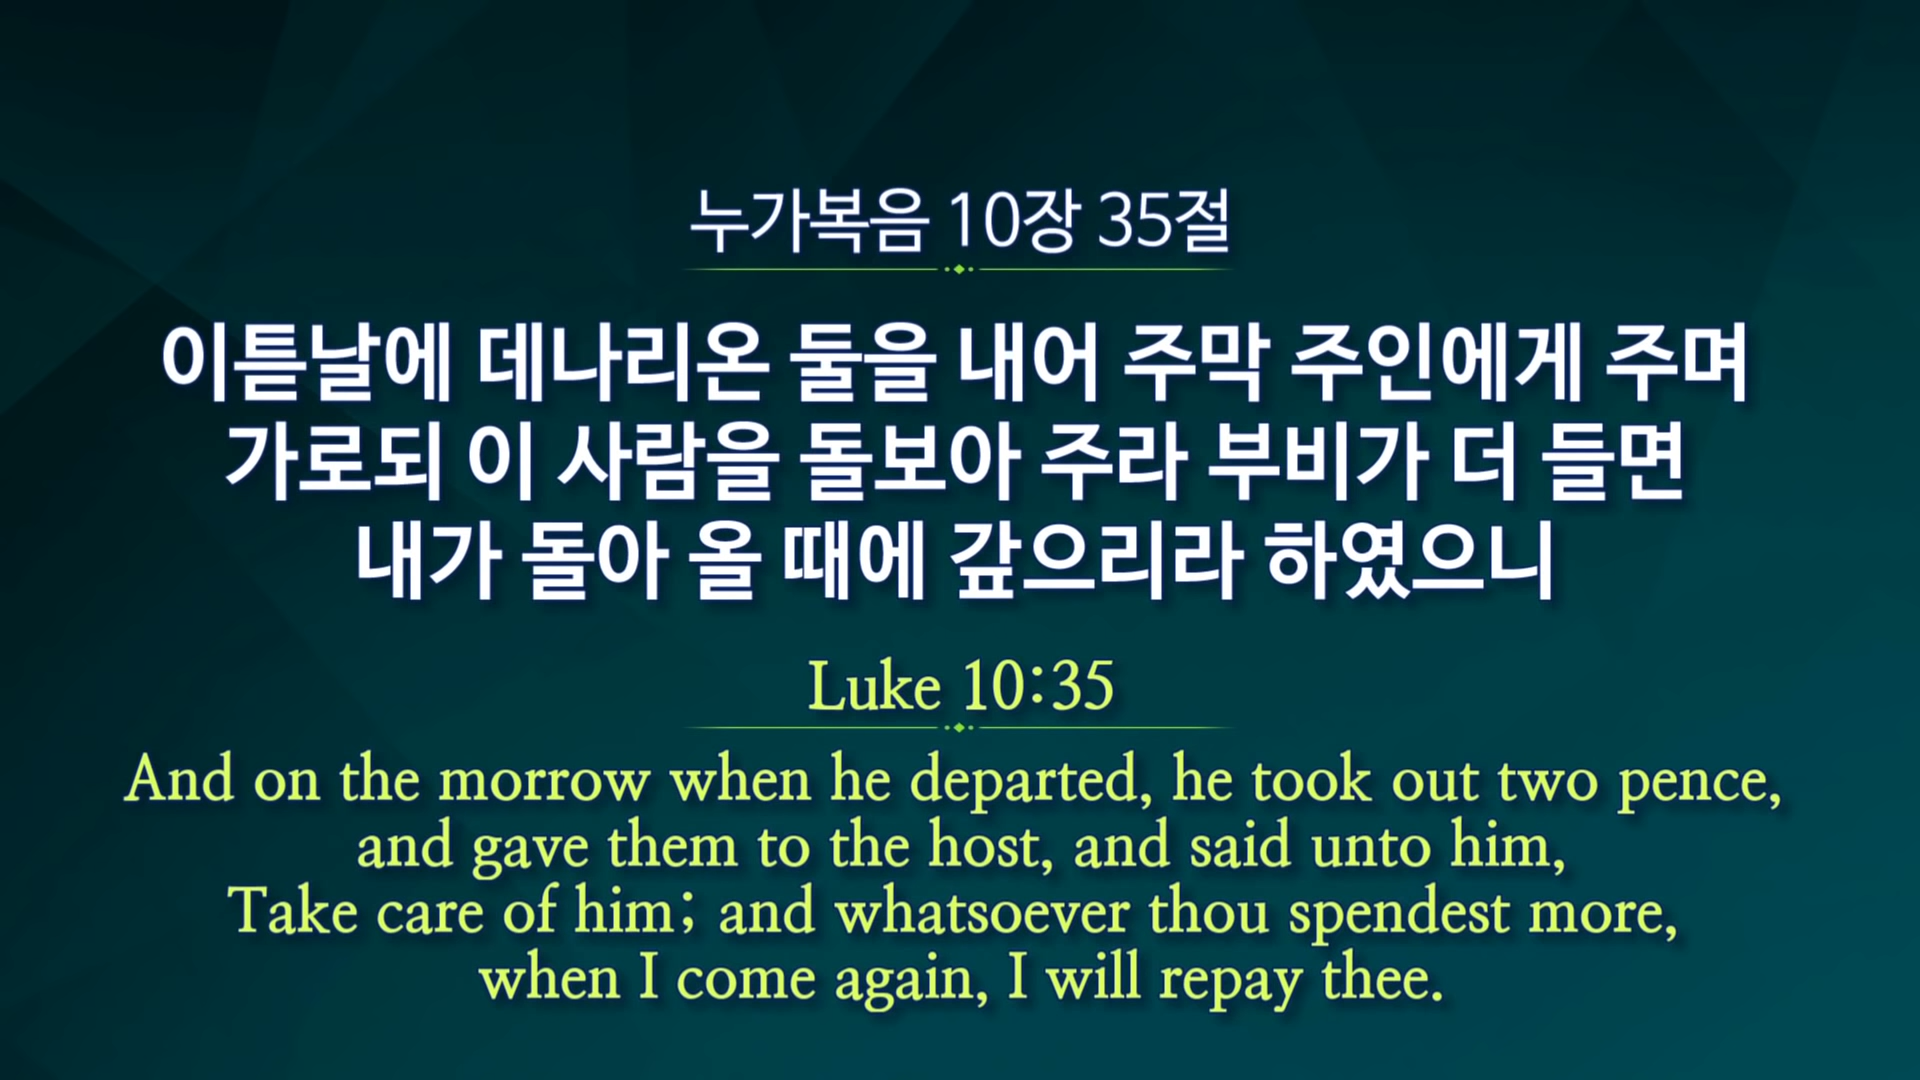 누가복음 10장 35절
이튿날에 데나리온 둘을 내어 주막 주인에게 주며
가로되 이 사람을 돌보아 주라 부비가 더 들면
내가 돌아 올 때에 갚으리라 하였으니
Luke 10:35
And on the morrow when he departed, he took out two pence,
and gave them to the host, and said unto him,
Take care of him; and whatsoever thou spendest more,
when I come again, I will repay thee.